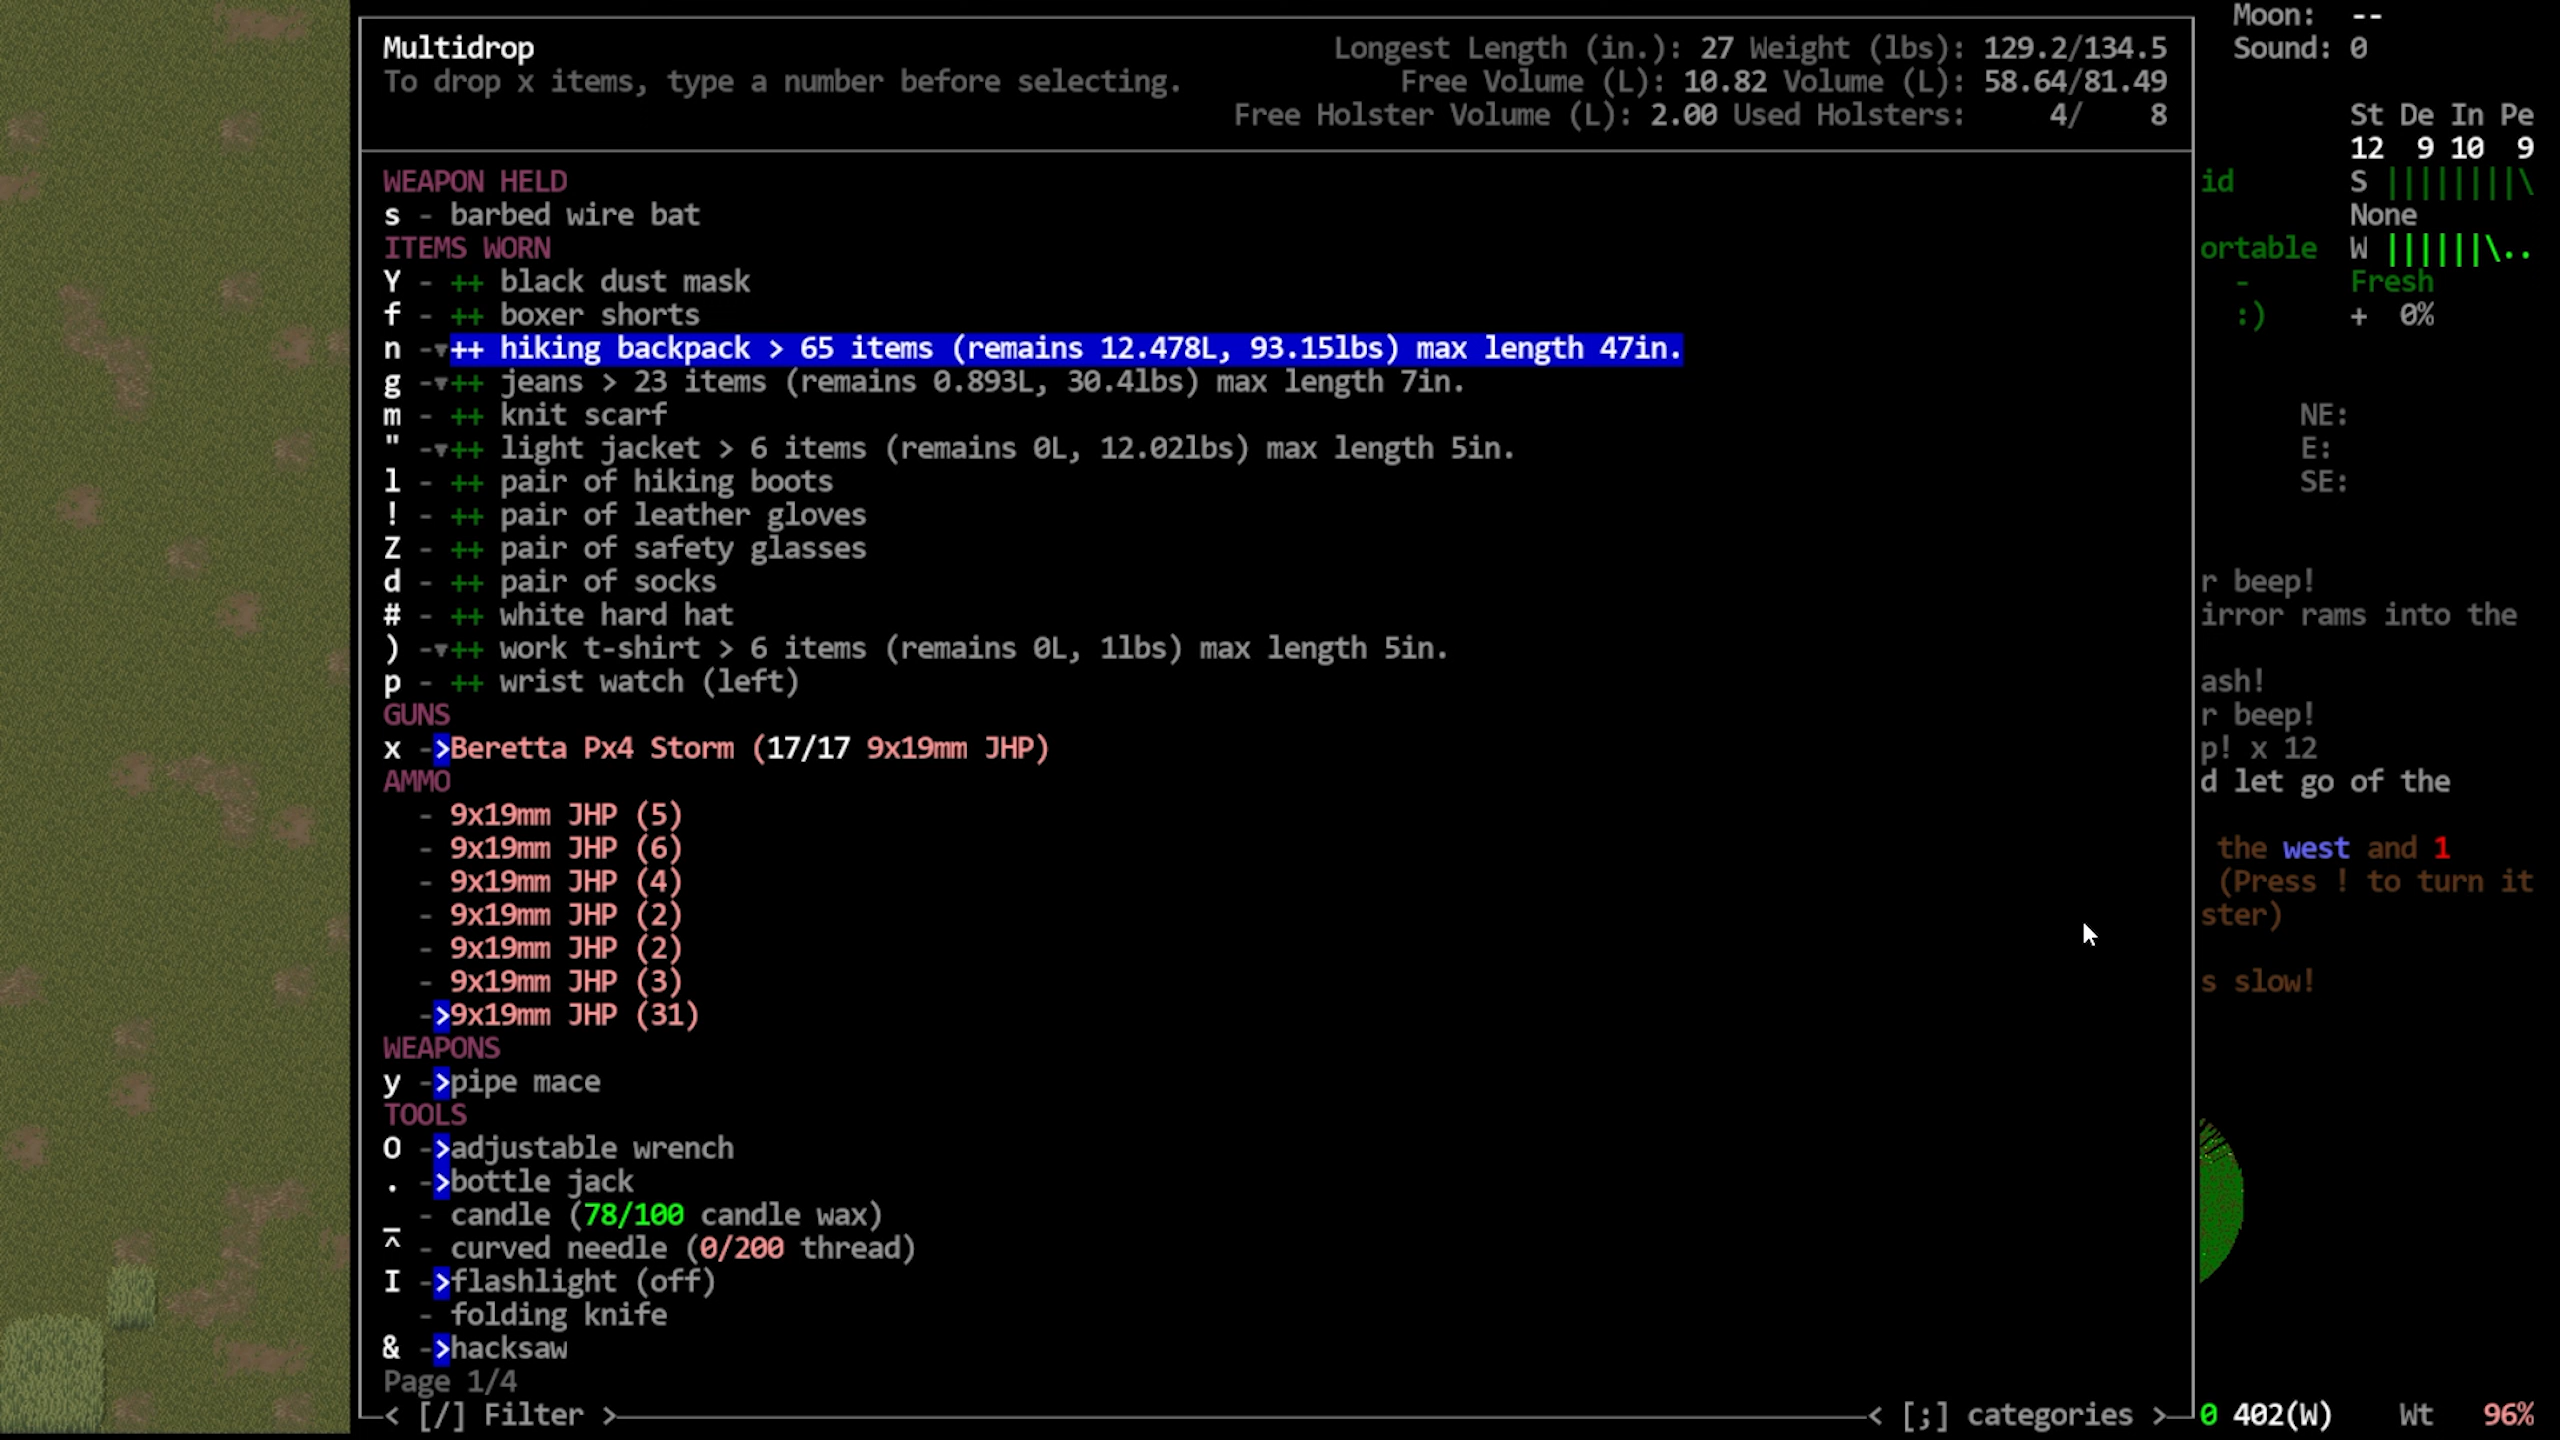 Multidrop
To drop x items, type a number before selecting.
Longest Length (in.): 27 Weight (lbs): 129.2/134.5
Free Volume (L): 10.82 Volume (L): 58.64/81.49
Free Holster Volume (L): 2.00 Used Holsters: 4/ 8
WEAPON HELD
s - barbed wire bat
ITEMS WORN
Y - ++ black dust mask
f - ++ boxer shorts
n -▾++ hiking backpack > 65 items (remains 12.478L, 93.15lbs) max length 47in.
g -▾++ jeans > 23 items (remains 0.893L, 30.4lbs) max length 7in.
m - ++ knit scarf
" -▾++ light jacket > 6 items (remains 0L, 12.02lbs) max length 5in.
l - ++ pair of hiking boots
! - ++ pair of leather gloves
Z - ++ pair of safety glasses
d - ++ pair of socks
# - ++ white hard hat
) -▾++ work t-shirt > 6 items (remains 0L, 1lbs) max length 5in.
p - ++ wrist watch (left)
GUNS
x ->Beretta Px4 Storm (17/17 9x19mm JHP)
AMMO
- 9x19mm JHP (5)
- 9x19mm JHP (6)
- 9x19mm JHP (4)
- 9x19mm JHP (2)
- 9x19mm JHP (2)
- 9x19mm JHP (3)
->9x19mm JHP (31)
WEAPONS
y ->pipe mace
TOOLS
O ->adjustable wrench
. ->bottle jack
_ - candle (78/100 candle wax)
^ - curved needle (0/200 thread)
I ->flashlight (off)
- folding knife
& ->hacksaw
Page 1/4
< [/] Filter >
< [;] categories >
Moon: --
Sound: 0
St De In Pe
12 9 10 9
id S ||||||||\
None
ortable W ||||||\..
- Fresh
:) + 0%
NE:
E:
SE:
r beep!
irror rams into the
ash!
r beep!
p! x 12
d let go of the
the west and 1
(Press ! to turn it
ster)
s slow!
0 402(W) Wt 96%